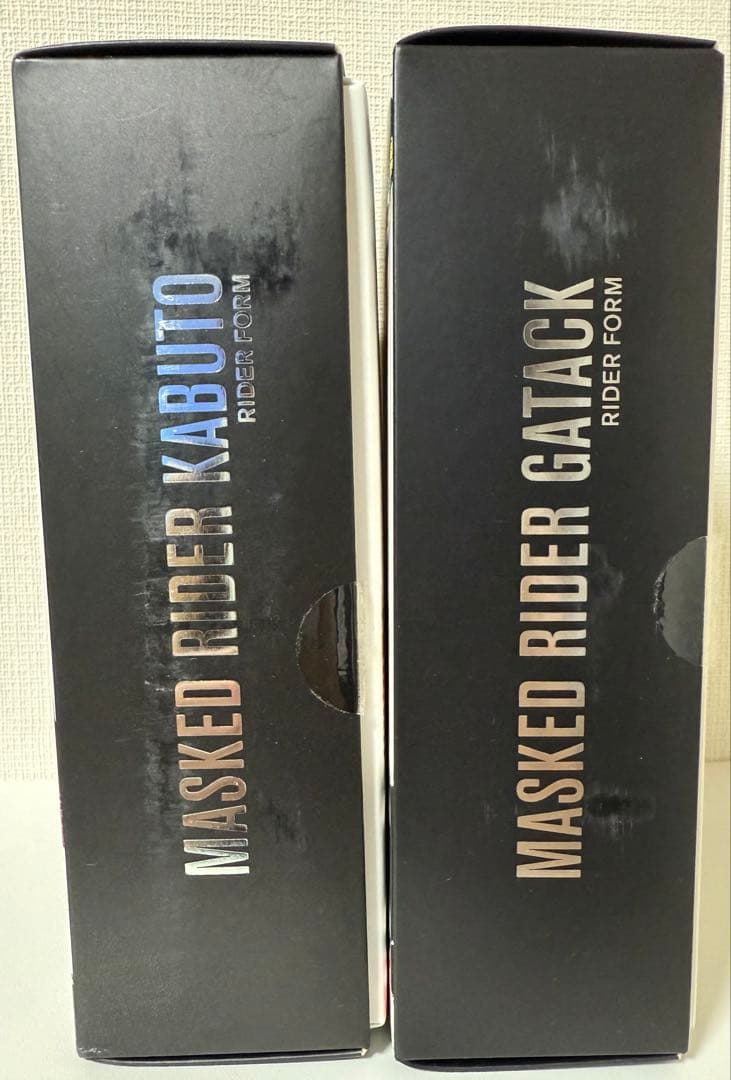 MASKED RIDER KABUTO
RIDER FORM
MASKED RIDER GATACK
RIDER FORM